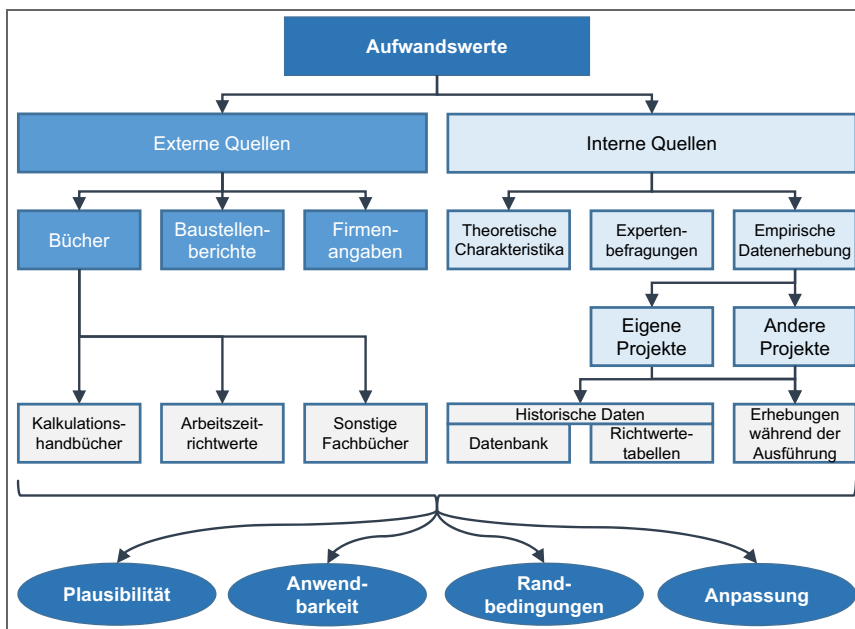 Aufwandswerte
Externe Quellen
Interne Quellen
Bücher
Baustellen-
berichte
Firmen-
angaben
Theoretische
Charakteristika
Experten-
befragungen
Empirische
Datenerhebung
Eigene
Projekte
Andere
Projekte
Kalkulations-
handbücher
Arbeitszeit-
richtwerte
Sonstige
Fachbücher
Historische Daten
Datenbank
Richtwerte-
tabellen
Erhebungen
während der
Ausführung
Plausibilität
Anwend-
barkeit
Rand-
bedingungen
Anpassung